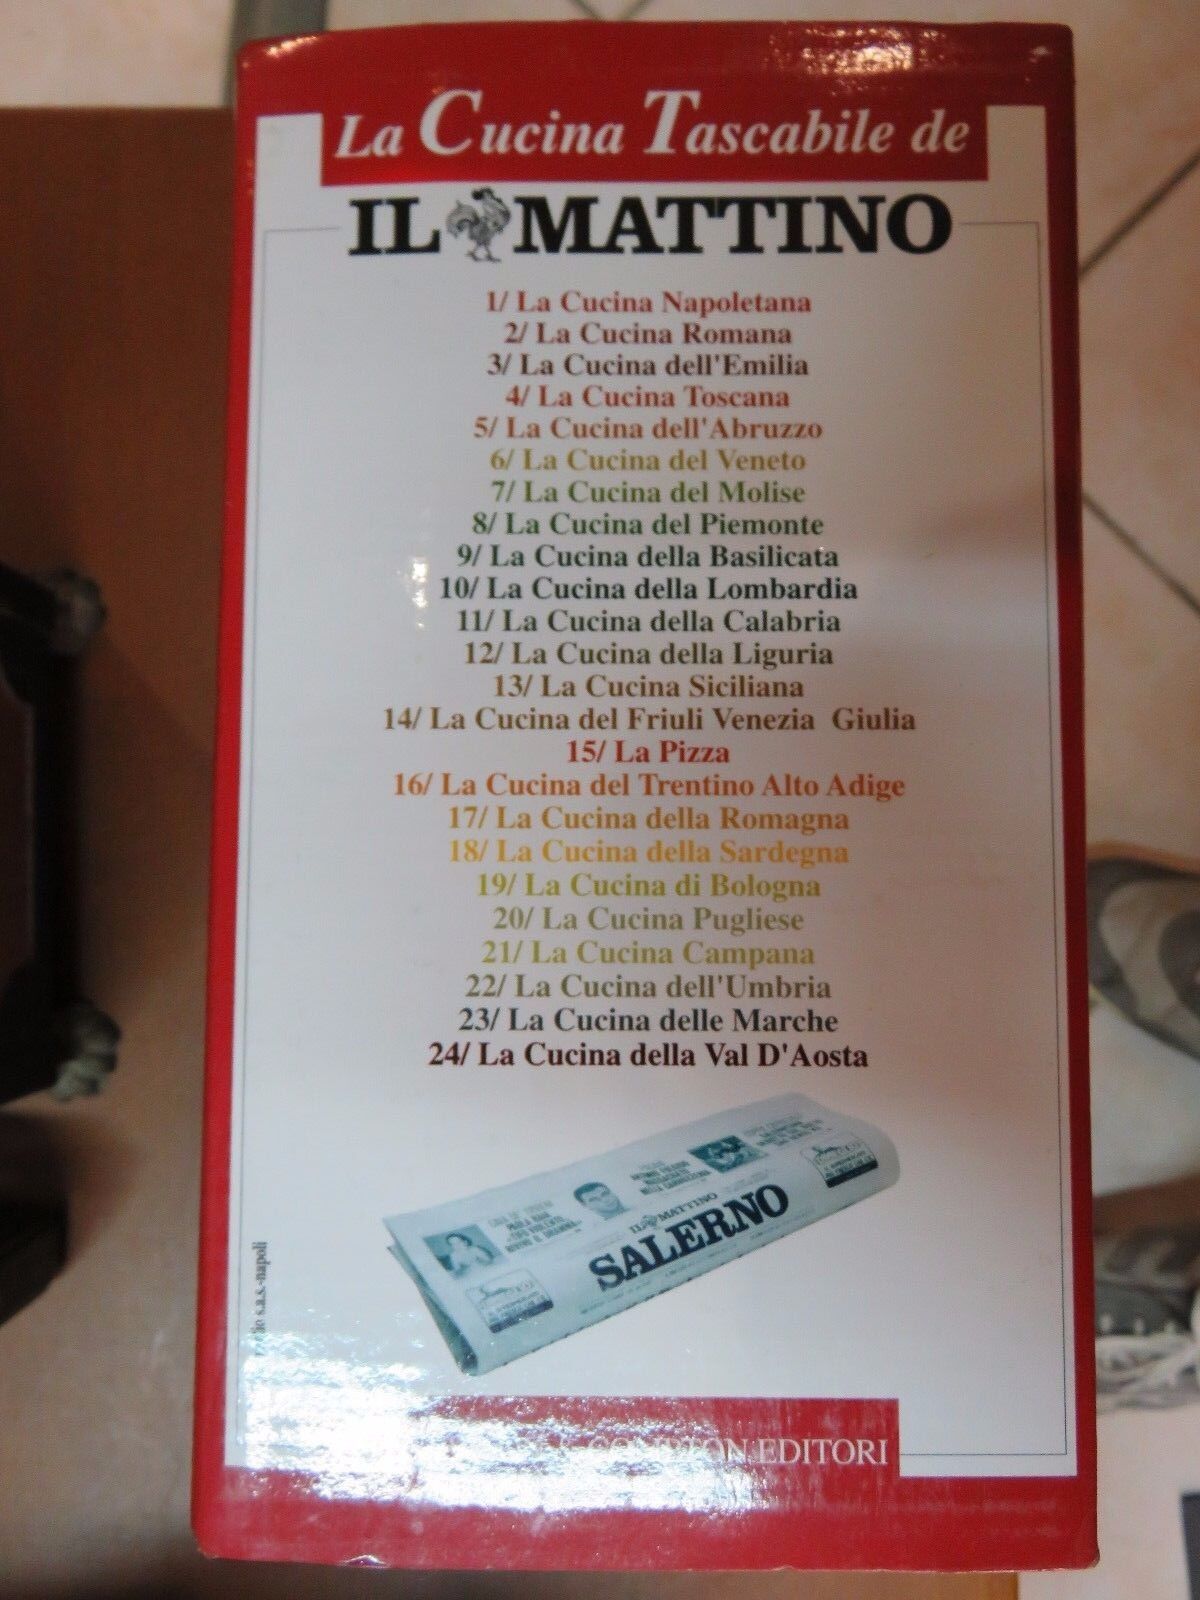 La Cucina Tascabile de
IL MATTINO
1/ La Cucina Napoletana
2/ La Cucina Romana
3/ La Cucina dell'Emilia
4/ La Cucina Toscana
5/ La Cucina dell'Abruzzo
6/ La Cucina del Veneto
7/ La Cucina del Molise
8/ La Cucina del Piemonte
9/ La Cucina della Basilicata
10/ La Cucina della Lombardia
11/ La Cucina della Calabria
12/ La Cucina della Liguria
13/ La Cucina Siciliana
14/ La Cucina del Friuli Venezia Giulia
15/ La Pizza
16/ La Cucina del Trentino Alto Adige
17/ La Cucina della Romagna
18/ La Cucina della Sardegna
19/ La Cucina di Bologna
20/ La Cucina Pugliese
21/ La Cucina Campana
22/ La Cucina dell'Umbria
23/ La Cucina delle Marche
24/ La Cucina della Val D'Aosta
IL MATTINO
SALERNO
s.a.s.-napoli
COMPTON EDITORI